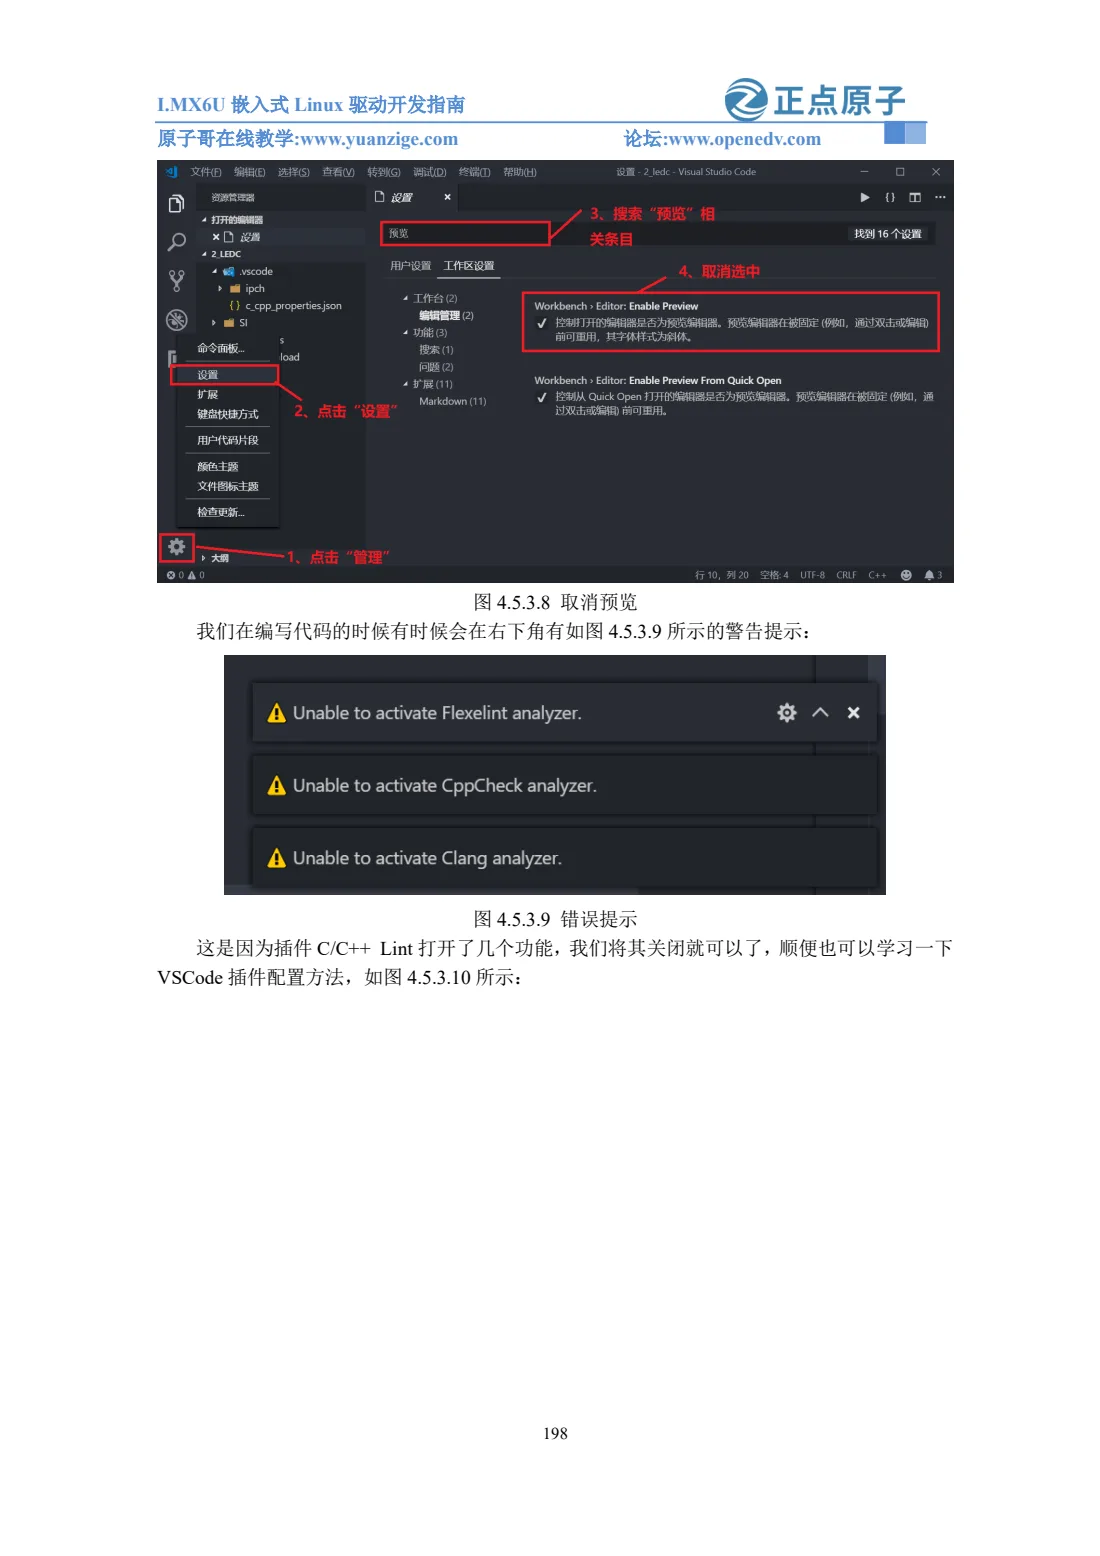 I.MX6U 嵌入式 Linux 驱动开发指南
正点原子
原子哥在线教学:www.yuanzige.com 论坛:www.openedv.com
文件(F) 编辑(E) 选择(S) 查看(V) 转到(G) 调试(D) 终端(T) 帮助(H) 设置 - 2_ledc - Visual Studio Code
资源管理器
设置
打开的编辑器
设置
2_LEDC
.vscode
ipch
c_cpp_properties.json
SI
s
load
命令面板...
设置
扩展
键盘快捷方式
用户代码片段
颜色主题
文件图标主题
检查更新...
大纲
预览
找到 16 个设置
3、搜索“预览”相
关条目
用户设置 工作区设置
4、取消选中
工作台 (2)
编辑管理 (2)
功能 (3)
搜索 (1)
问题 (2)
扩展 (11)
Markdown (11)
Workbench › Editor: Enable Preview
控制打开的编辑器是否为预览编辑器。预览编辑器在被固定 (例如，通过双击或编辑)
前可重用，其字体样式为斜体。
Workbench › Editor: Enable Preview From Quick Open
控制从 Quick Open 打开的编辑器是否为预览编辑器。预览编辑器在被固定 (例如，通
过双击或编辑) 前可重用。
2、点击“设置”
1、点击“管理”
0 0 行 10，列 20 空格: 4 UTF-8 CRLF C++ 3
图 4.5.3.8 取消预览
我们在编写代码的时候有时候会在右下角有如图 4.5.3.9 所示的警告提示：
Unable to activate Flexelint analyzer.
Unable to activate CppCheck analyzer.
Unable to activate Clang analyzer.
图 4.5.3.9 错误提示
这是因为插件 C/C++ Lint 打开了几个功能，我们将其关闭就可以了，顺便也可以学习一下
VSCode 插件配置方法，如图 4.5.3.10 所示：
198